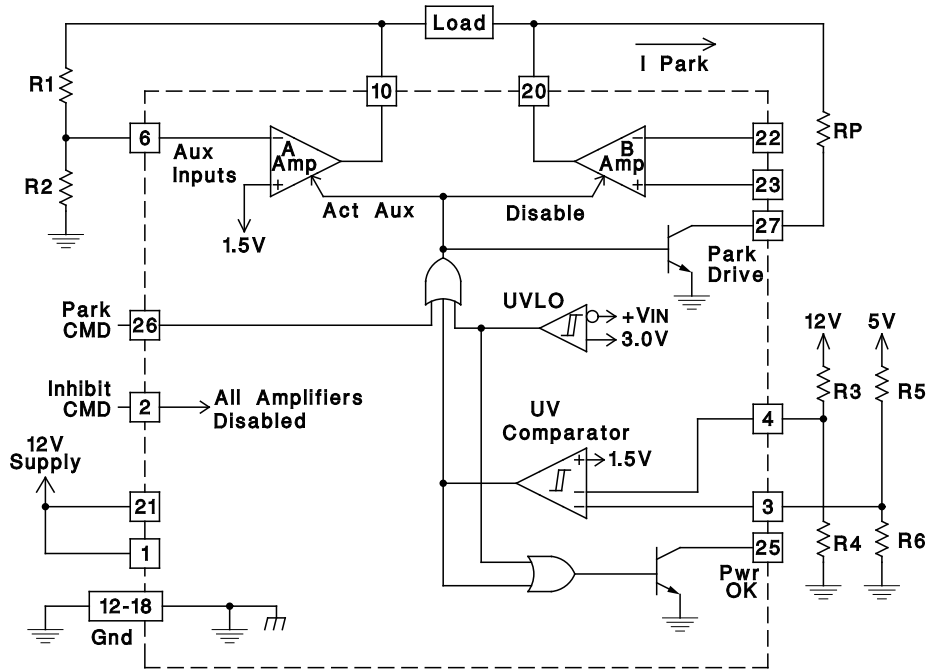 Load
I Park
R1
10
20
RP
6
A
Amp
B
Amp
22
R2
Aux
Inputs
23
Act Aux
Disable
27
1.5V
Park
Drive
Park
CMD
26
UVLO
+VIN
3.0V
12V
5V
Inhibit
CMD
2
All Amplifiers
Disabled
R3
R5
UV
Comparator
4
12V
Supply
1.5V
21
3
1
25
R4
R6
Pwr
OK
12-18
Gnd